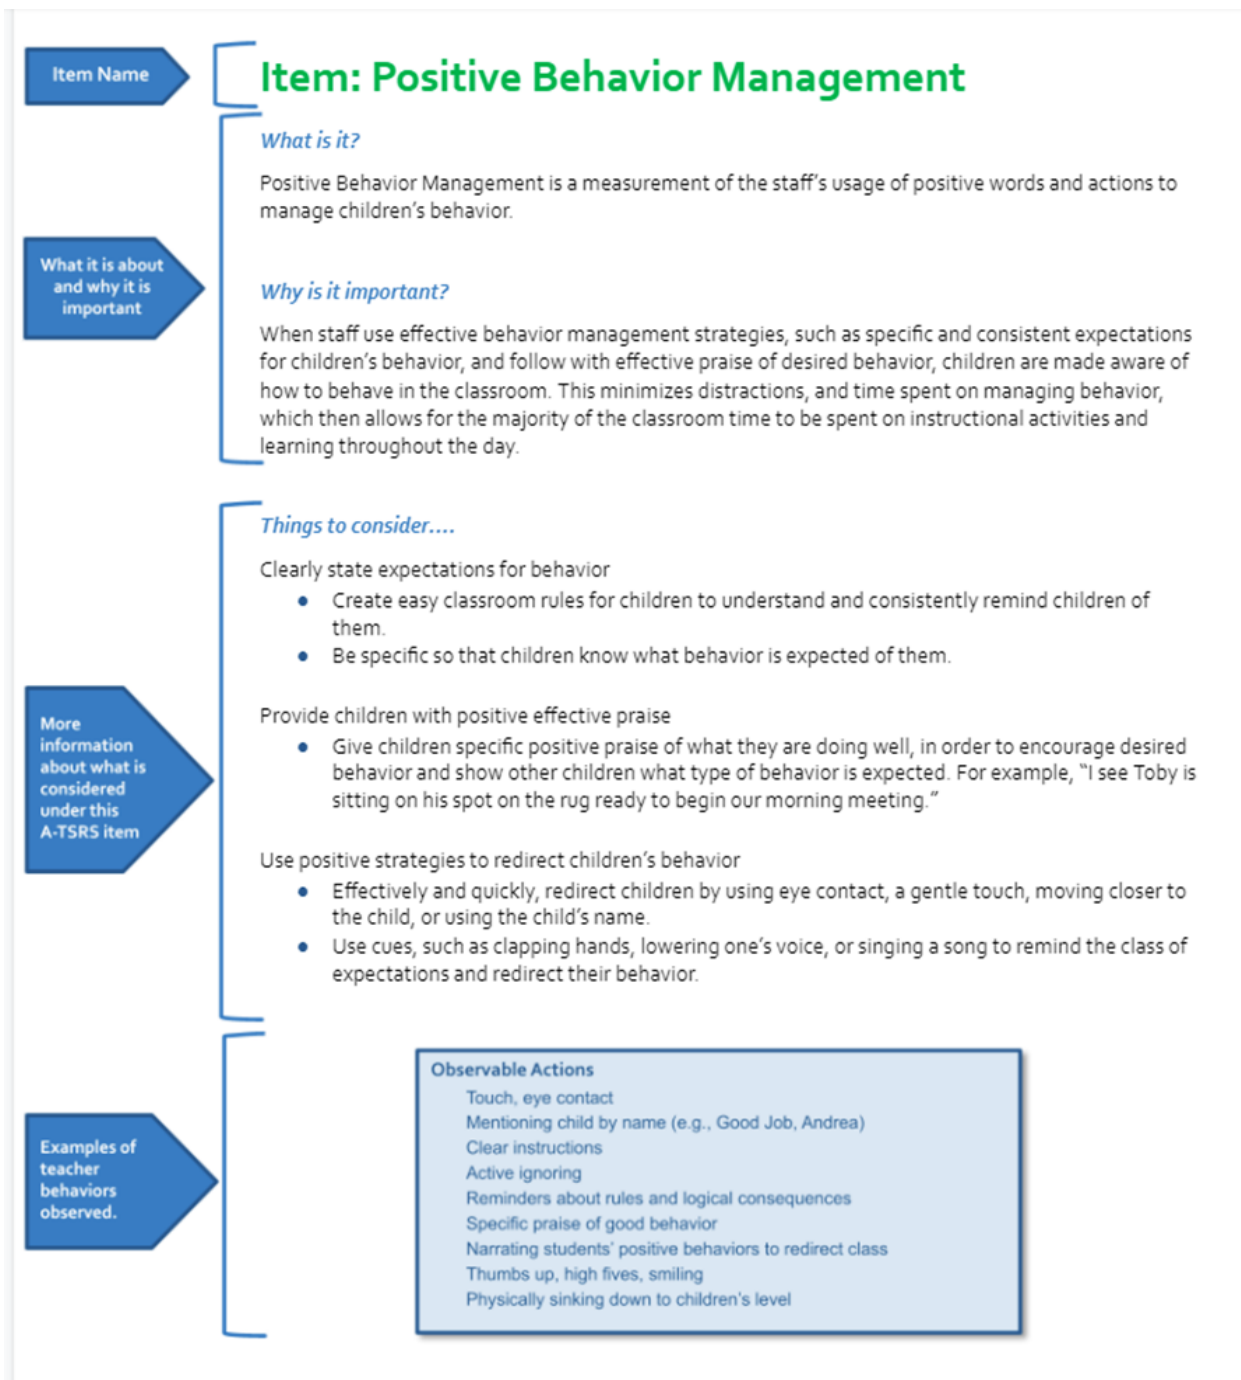 Item Name
Item: Positive Behavior Management
What is it?
Positive Behavior Management is a measurement of the staff's usage of positive words and actions to
manage children's behavior.
What it is about
and why it is
important
Why is it important?
When staff use effective behavior management strategies, such as specific and consistent expectations
for children's behavior, and follow with effective praise of desired behavior, children are made aware of
how to behave in the classroom. This minimizes distractions, and time spent on managing behavior,
which then allows for the majority of the classroom time to be spent on instructional activities and
learning throughout the day.
Things to consider....
Clearly state expectations for behavior
• Create easy classroom rules for children to understand and consistently remind children of
them.
• Be specific so that children know what behavior is expected of them.
More
information
about what is
considered
under this
A-TSRS item
Provide children with positive effective praise
• Give children specific positive praise of what they are doing well, in order to encourage desired
behavior and show other children what type of behavior is expected. For example, "I see Toby is
sitting on his spot on the rug ready to begin our morning meeting."
Use positive strategies to redirect children's behavior
• Effectively and quickly, redirect children by using eye contact, a gentle touch, moving closer to
the child, or using the child's name.
• Use cues, such as clapping hands, lowering one's voice, or singing a song to remind the class of
expectations and redirect their behavior.
Examples of
teacher
behaviors
observed.
Observable Actions
Touch, eye contact
Mentioning child by name (e.g., Good Job, Andrea)
Clear instructions
Active ignoring
Reminders about rules and logical consequences
Specific praise of good behavior
Narrating students' positive behaviors to redirect class
Thumbs up, high fives, smiling
Physically sinking down to children's level